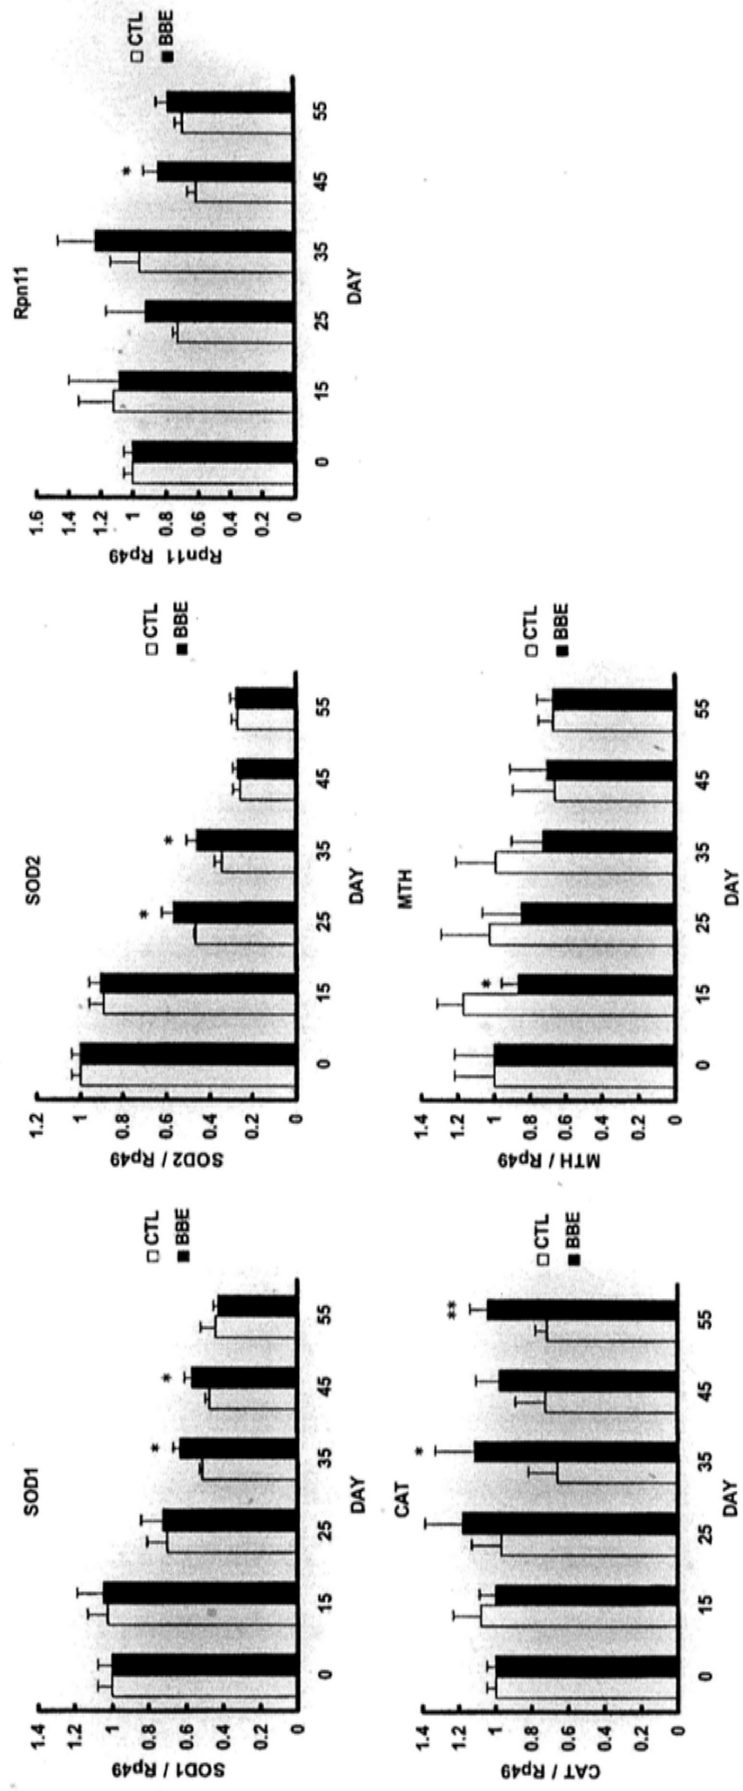 SOD1
1.4
1.2
1
0.8
0.6
0.4
0.2
0
SOD1 / Rp49
* *
0 15 25 35 45 55
DAY
CTL
BBE
SOD2
1.2
1
0.8
0.6
0.4
0.2
0
SOD2 / Rp49
* *
0 15 25 35 45 55
DAY
CTL
BBE
Rpn11
1.6
1.4
1.2
1
0.8
0.6
0.4
0.2
0
Rpn11 Rp49
*
0 15 25 35 45 55
DAY
CTL
BBE
CAT
1.4
1.2
1
0.8
0.6
0.4
0.2
0
CAT / Rp49
* **
0 15 25 35 45 55
DAY
CTL
BBE
MTH
1.4
1.2
1
0.8
0.6
0.4
0.2
0
MTH / Rp49
*
0 15 25 35 45 55
DAY
CTL
BBE